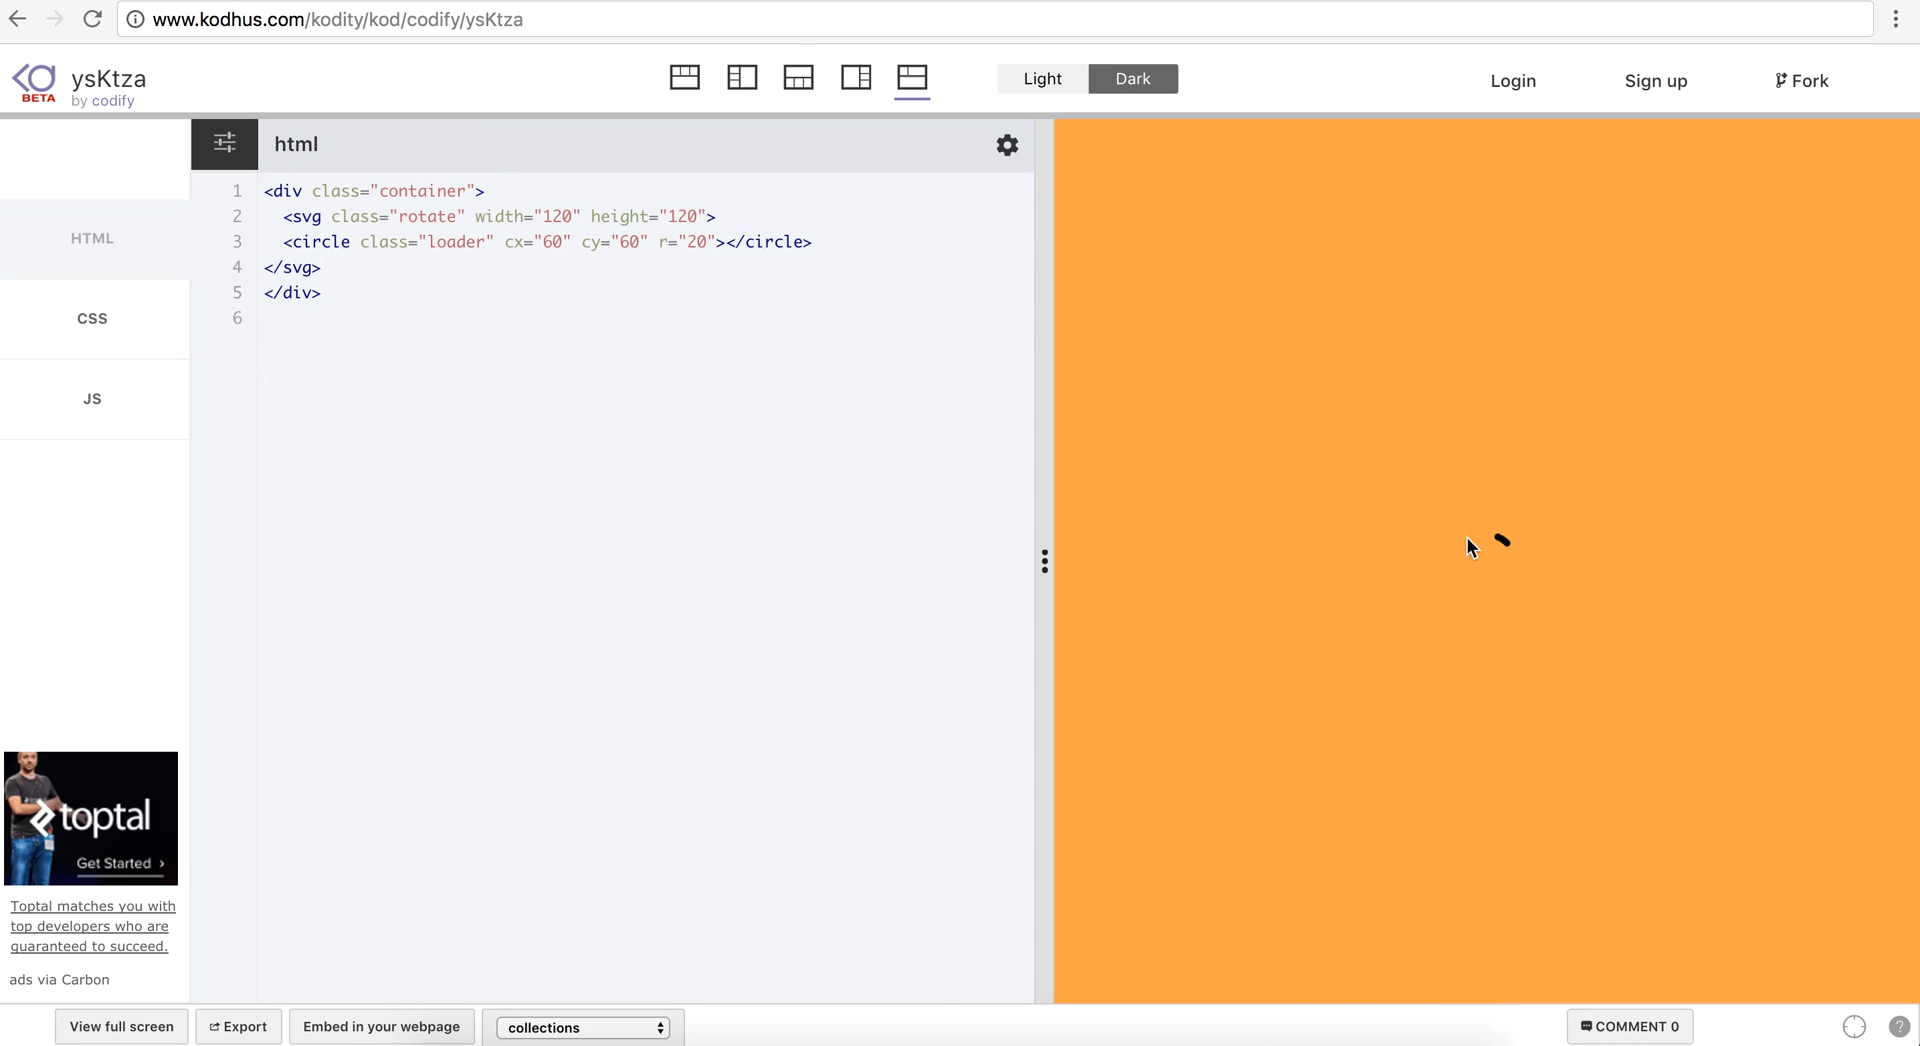 www.kodhus.com/kodity/kod/codify/ysKtza
BETA
ysKtza
by codify
Light
Dark
Login
Sign up
Fork
HTML
CSS
JS
html
1 <div class="container">
2 <svg class="rotate" width="120" height="120">
3 <circle class="loader" cx="60" cy="60" r="20"></circle>
4 </svg>
5 </div>
6
toptal
Get Started ›
Toptal matches you with
top developers who are
guaranteed to succeed.
ads via Carbon
View full screen
Export
Embed in your webpage
collections
COMMENT 0
?